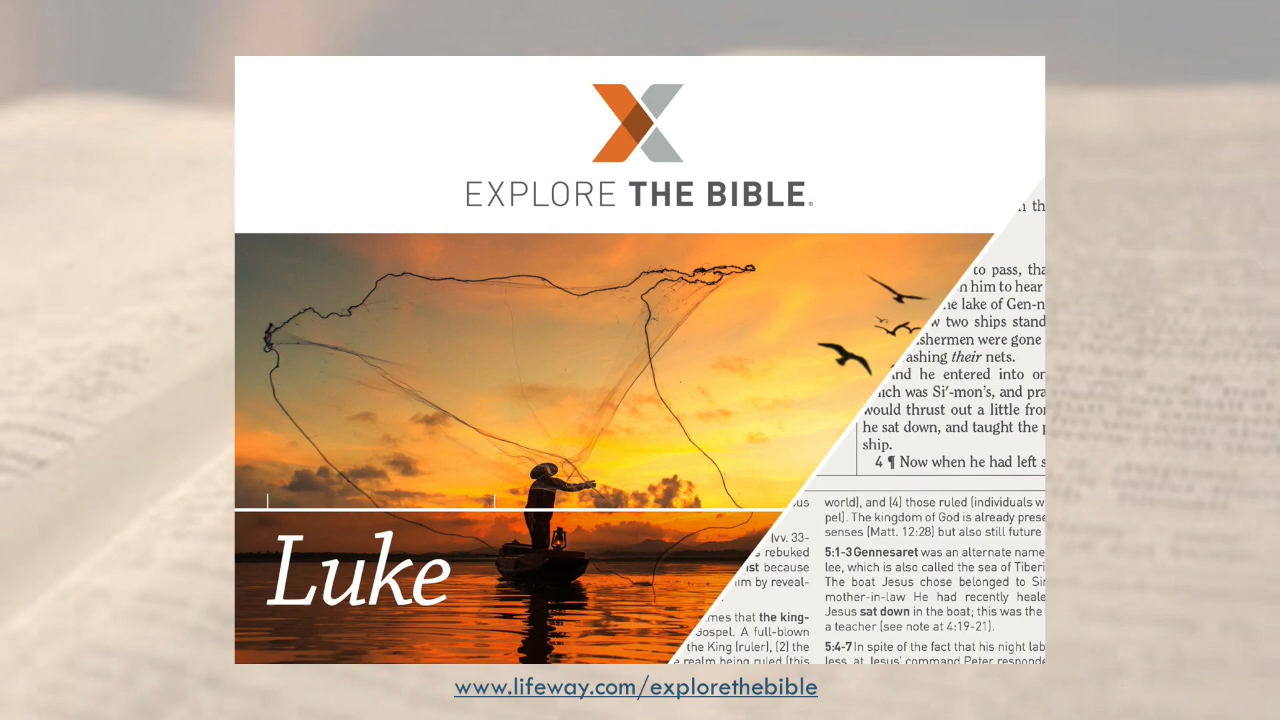 EXPLORE THE BIBLE®
to pass, tha
him to hear
lake of Gen-n
two ships stand
fishermen were gone
ashing their nets.
he entered into on
which was Si′-mon's, and pra
would thrust out a little fro
he sat down, and taught the p
ship.
4 ¶ Now when he had left s
Luke
(vv. 33-
rebuked
because
him by reveal-
times that the king-
Gospel. A full-blown
the King (ruler), (2) the
realm being ruled (this
world), and (4) those ruled (individuals w
pel). The kingdom of God is already prese
senses (Matt. 12:28) but also still future
5:1-3 Gennesaret was an alternate name
lee, which is also called the sea of Tiberi
The boat Jesus chose belonged to Si
mother-in-law He had recently heale
Jesus sat down in the boat; this was the
a teacher (see note at 4:19-21).
5:4-7 In spite of the fact that his night lab
less, at Jesus' command Peter responde
www.lifeway.com/explorethebible